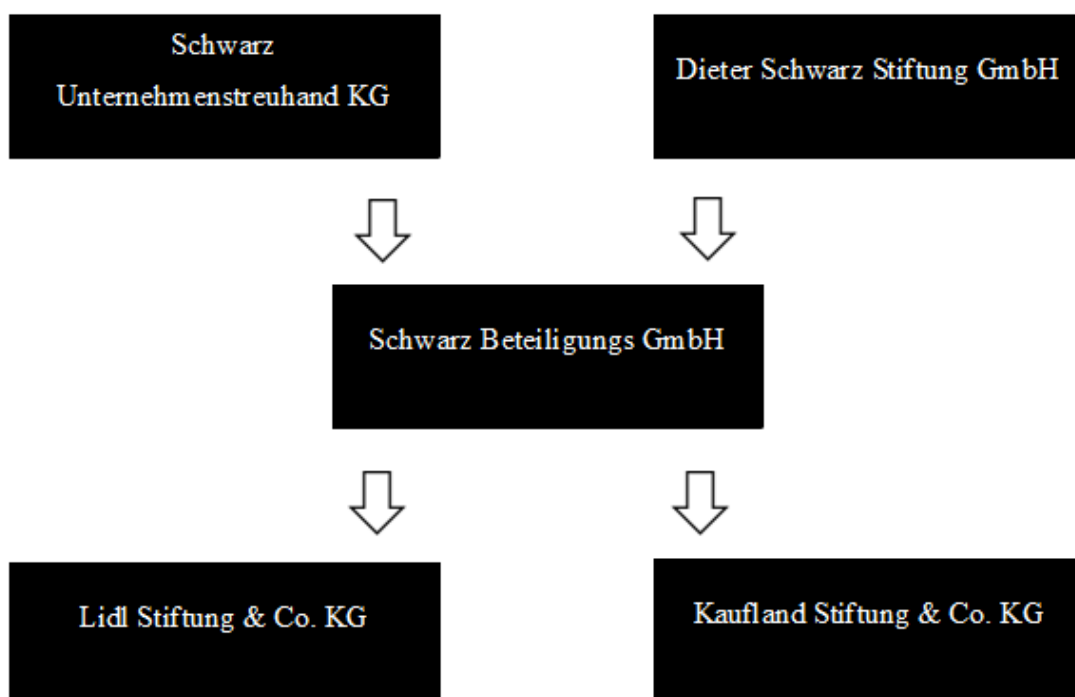 Schwarz
Unternehmenstreuhand KG
Dieter Schwarz Stiftung GmbH
Schwarz Beteiligungs GmbH
Lidl Stiftung & Co. KG
Kaufland Stiftung & Co. KG